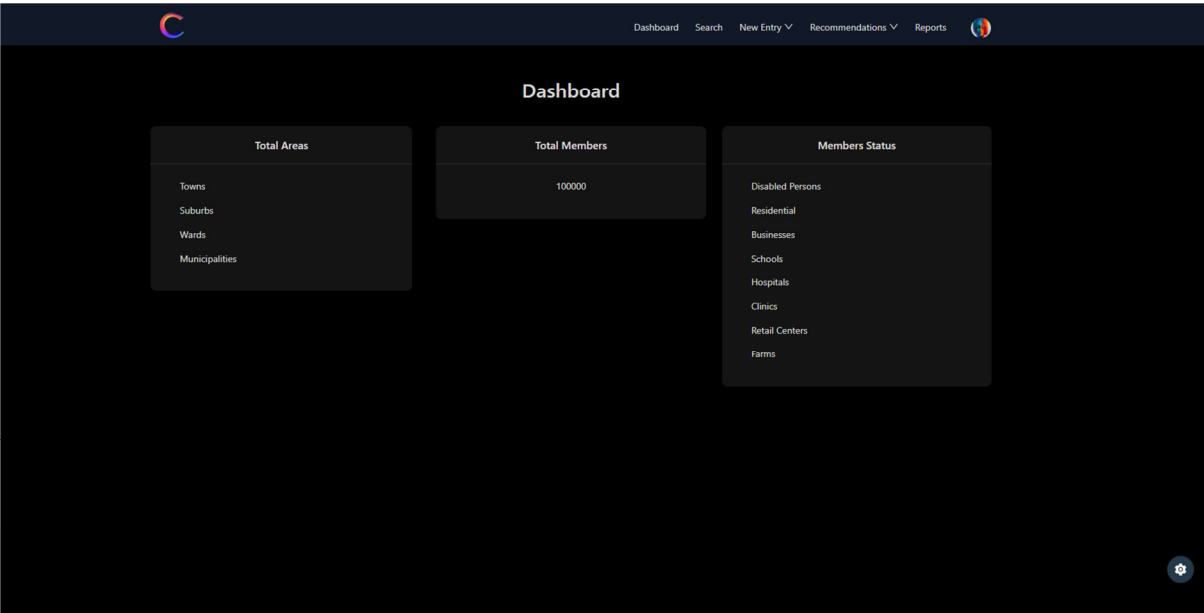 Dashboard Search New Entry Recommendations Reports
Dashboard
Total Areas
Towns
Suburbs
Wards
Municipalities
Total Members
100000
Members Status
Disabled Persons
Residential
Businesses
Schools
Hospitals
Clinics
Retail Centers
Farms